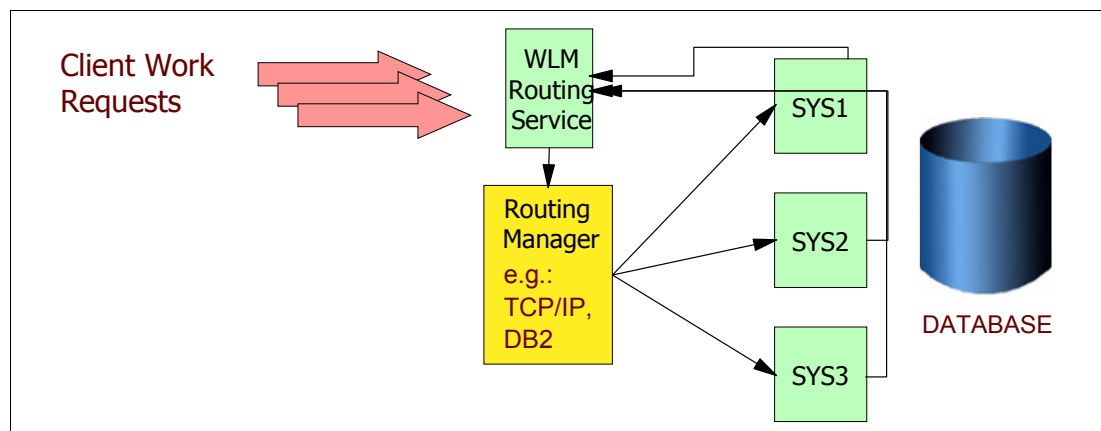 Client Work
Requests
WLM
Routing
Service
Routing
Manager
e.g.:
TCP/IP,
DB2
SYS1
SYS2
SYS3
DATABASE